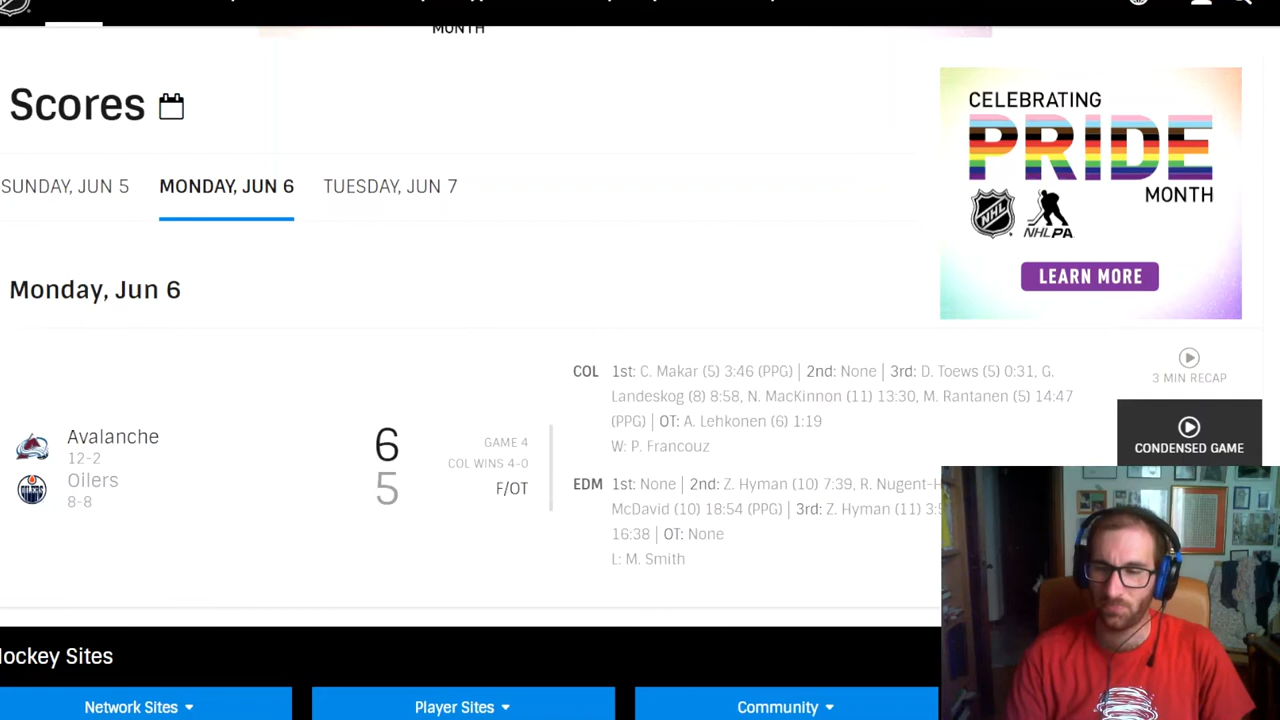 MONTH
Scores
SUNDAY, JUN 5 MONDAY, JUN 6 TUESDAY, JUN 7
Monday, Jun 6
CELEBRATING
PRIDE
MONTH
NHL NHLPA
LEARN MORE
Avalanche
12-2
Oilers
8-8
6
5
GAME 4
COL WINS 4-0
F/OT
COL 1st: C. Makar (5) 3:46 (PPG) | 2nd: None | 3rd: D. Toews (5) 0:31, G.
Landeskog (8) 8:58, N. MacKinnon (11) 13:30, M. Rantanen (5) 14:47
(PPG) | OT: A. Lehkonen (6) 1:19
W: P. Francouz
EDM 1st: None | 2nd: Z. Hyman (10) 7:39, R. Nugent-H
McDavid (10) 18:54 (PPG) | 3rd: Z. Hyman (11) 3:5
16:38 | OT: None
L: M. Smith
3 MIN RECAP
CONDENSED GAME
ockey Sites
Network Sites Player Sites Community